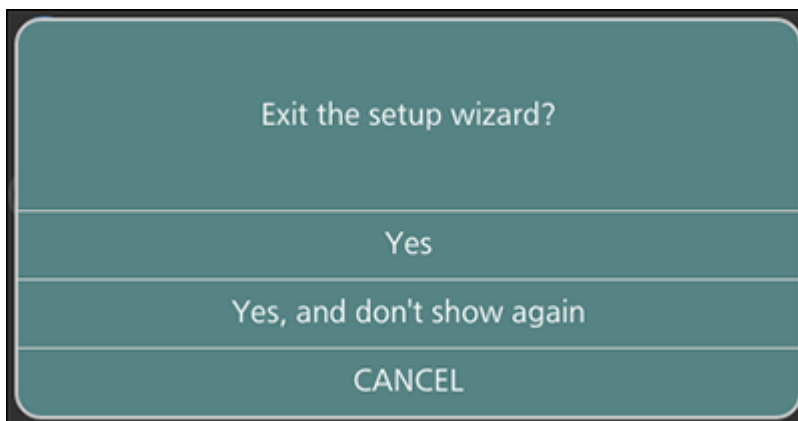 Exit the setup wizard?
Yes
Yes, and don't show again
CANCEL